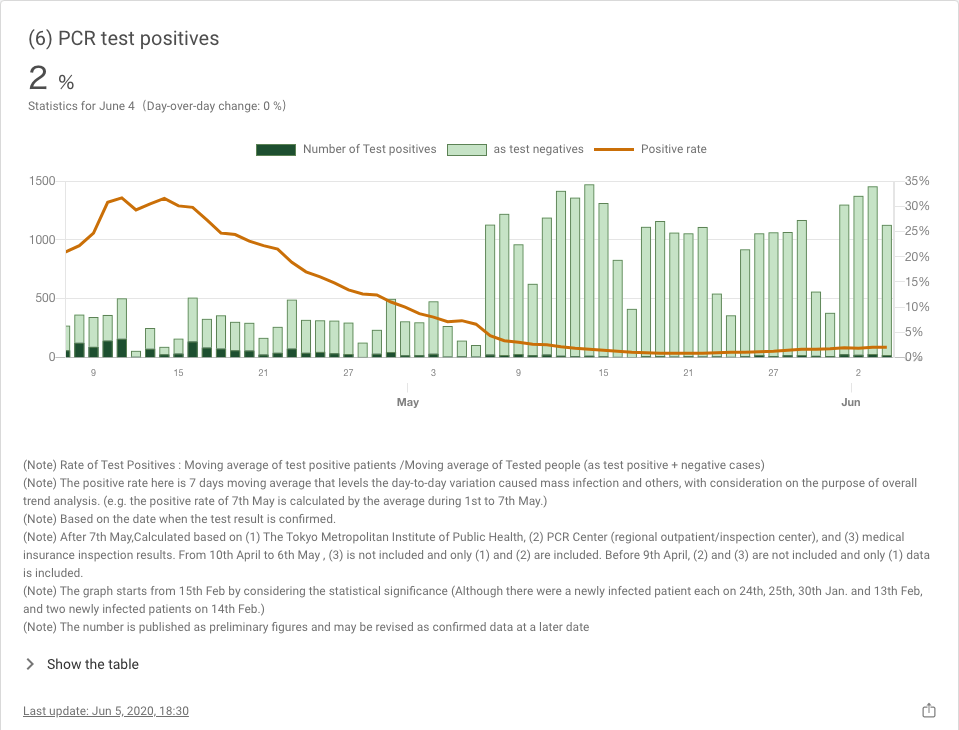 (6) PCR test positives
2 %
Statistics for June 4 (Day-over-day change: 0 %)
Number of Test positives as test negatives Positive rate
1500 35%
30%
25%
1000
20%
15%
500
10%
5%
0 0%
9 15 21 27 3 9 15 21 27 2
May Jun
(Note) Rate of Test Positives : Moving average of test positive patients /Moving average of Tested people (as test positive + negative cases)
(Note) The positive rate here is 7 days moving average that levels the day-to-day variation caused mass infection and others, with consideration on the purpose of overall
trend analysis. (e.g. the positive rate of 7th May is calculated by the average during 1st to 7th May.)
(Note) Based on the date when the test result is confirmed.
(Note) After 7th May,Calculated based on (1) The Tokyo Metropolitan Institute of Public Health, (2) PCR Center (regional outpatient/inspection center), and (3) medical
insurance inspection results. From 10th April to 6th May , (3) is not included and only (1) and (2) are included. Before 9th April, (2) and (3) are not included and only (1) data
is included.
(Note) The graph starts from 15th Feb by considering the statistical significance (Although there were a newly infected patient each on 24th, 25th, 30th Jan. and 13th Feb,
and two newly infected patients on 14th Feb.)
(Note) The number is published as preliminary figures and may be revised as confirmed data at a later date
Show the table
Last update: Jun 5, 2020, 18:30